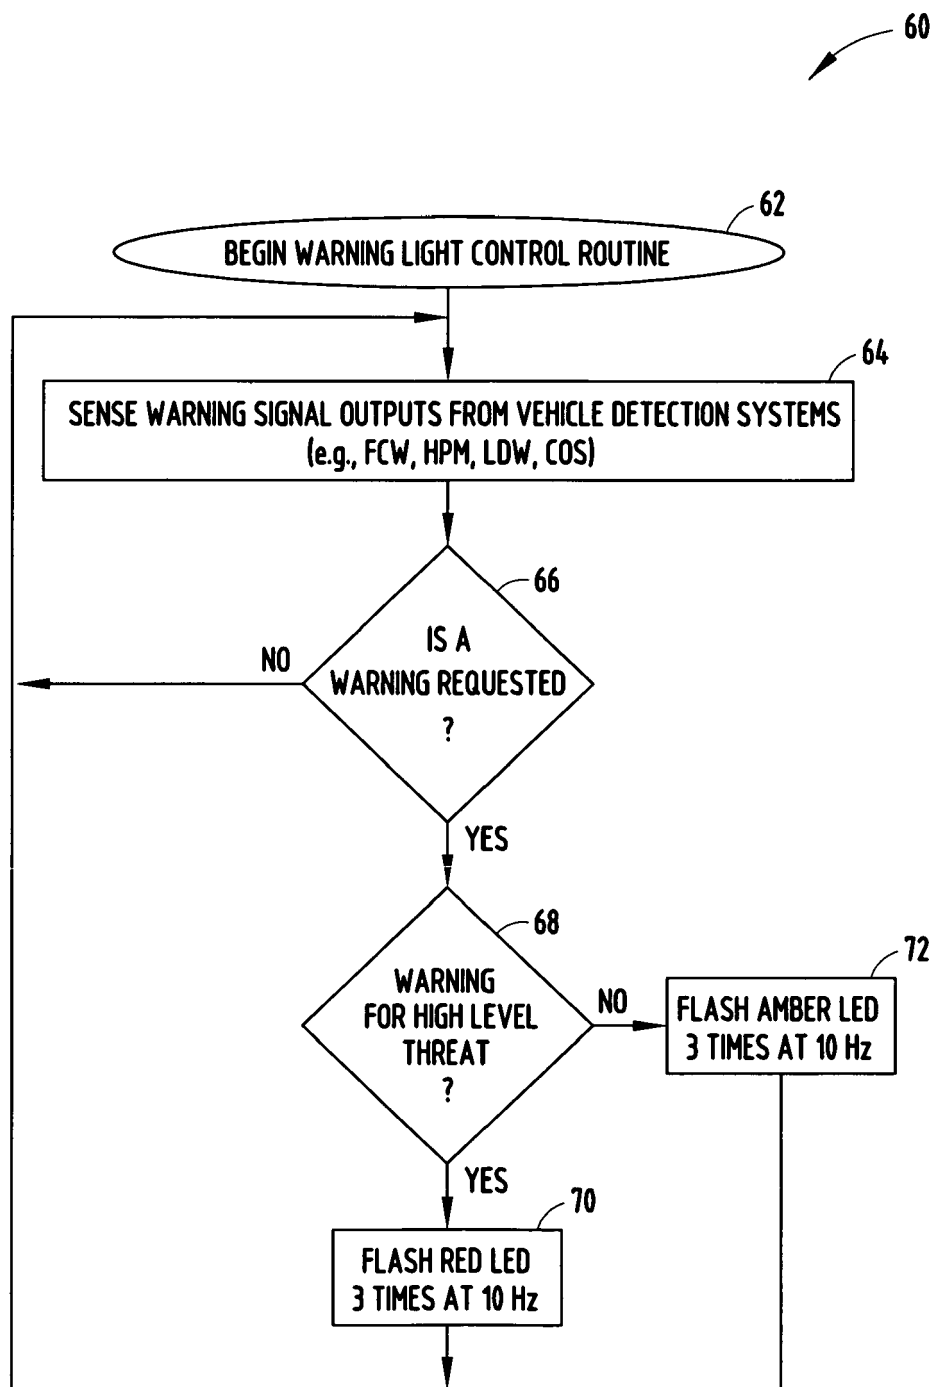 60
62
BEGIN WARNING LIGHT CONTROL ROUTINE
64
SENSE WARNING SIGNAL OUTPUTS FROM VEHICLE DETECTION SYSTEMS
(e.g., FCW, HPM, LDW, COS)
66
IS A
WARNING REQUESTED
?
NO
YES
68
WARNING
FOR HIGH LEVEL
THREAT
?
NO
72
FLASH AMBER LED
3 TIMES AT 10 Hz
YES
70
FLASH RED LED
3 TIMES AT 10 Hz